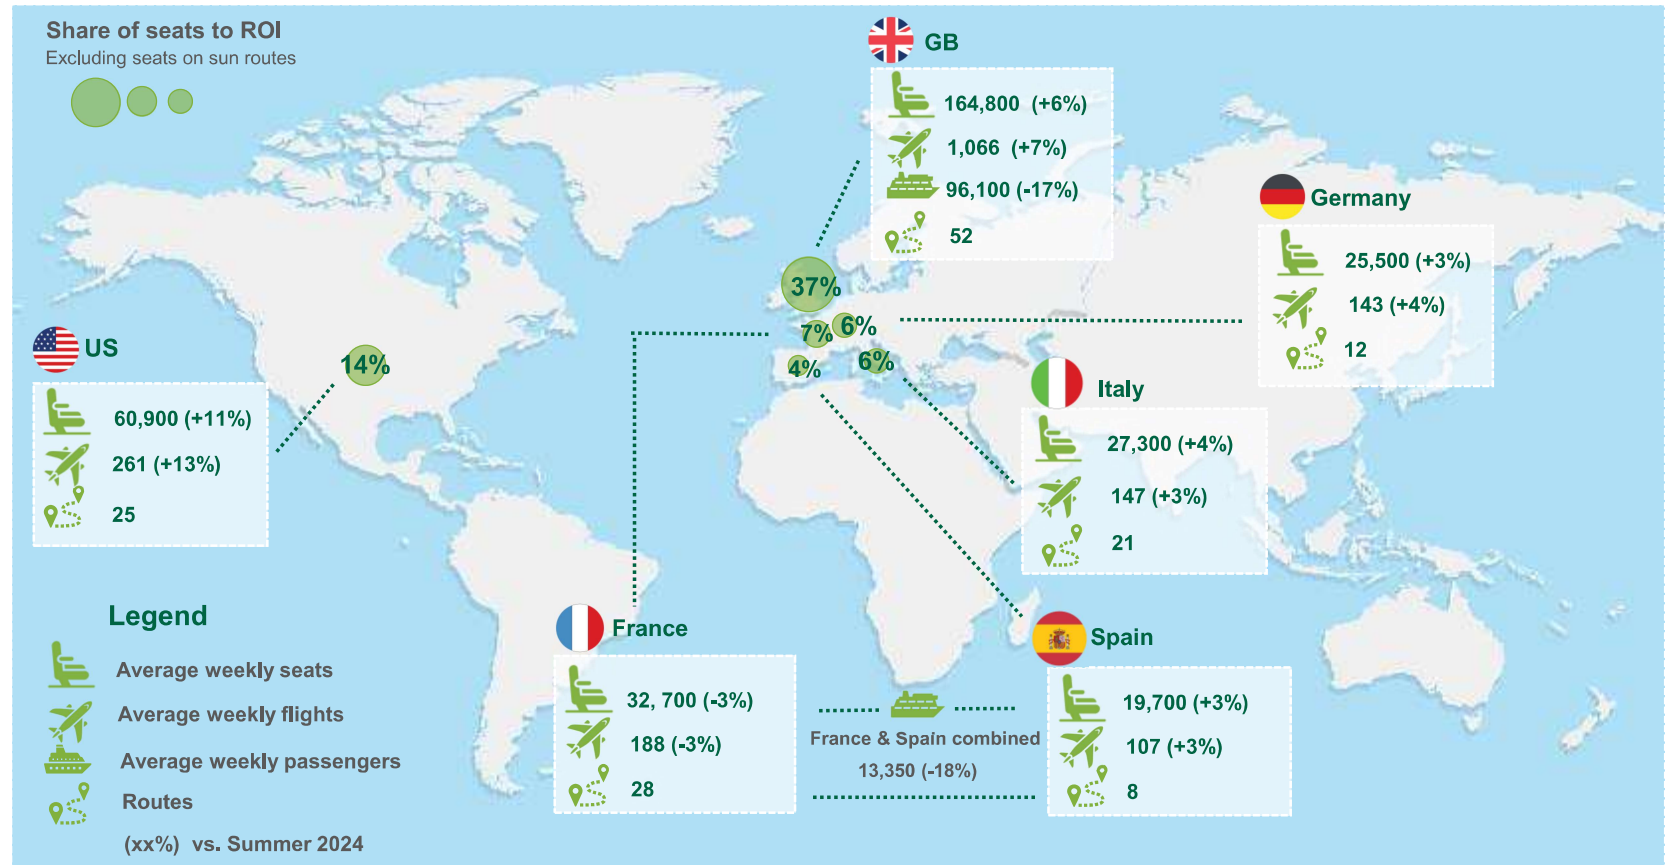 Share of seats to ROI
Excluding seats on sun routes
GB
164,800 (+6%)
1,066 (+7%)
96,100 (-17%)
52
Germany
25,500 (+3%)
143 (+4%)
12
37%
7%
6%
4%
6%
14%
US
60,900 (+11%)
261 (+13%)
25
Italy
27,300 (+4%)
147 (+3%)
21
France
32, 700 (-3%)
188 (-3%)
28
France & Spain combined
13,350 (-18%)
Spain
19,700 (+3%)
107 (+3%)
8
Legend
Average weekly seats
Average weekly flights
Average weekly passengers
Routes
(xx%) vs. Summer 2024